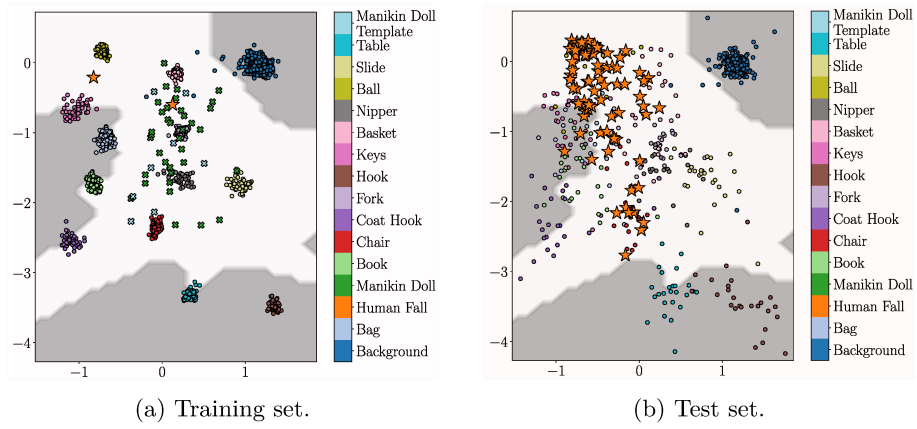 0
−1
−2
−3
−4
−1
0
1
Manikin Doll
Template
Table
Slide
Ball
Nipper
Basket
Keys
Hook
Fork
Coat Hook
Chair
Book
Manikin Doll
Human Fall
Bag
Background
(a) Training set.
0
−1
−2
−3
−4
−1
0
1
Manikin Doll
Template
Table
Slide
Ball
Nipper
Basket
Keys
Hook
Fork
Coat Hook
Chair
Book
Manikin Doll
Human Fall
Bag
Background
(b) Test set.